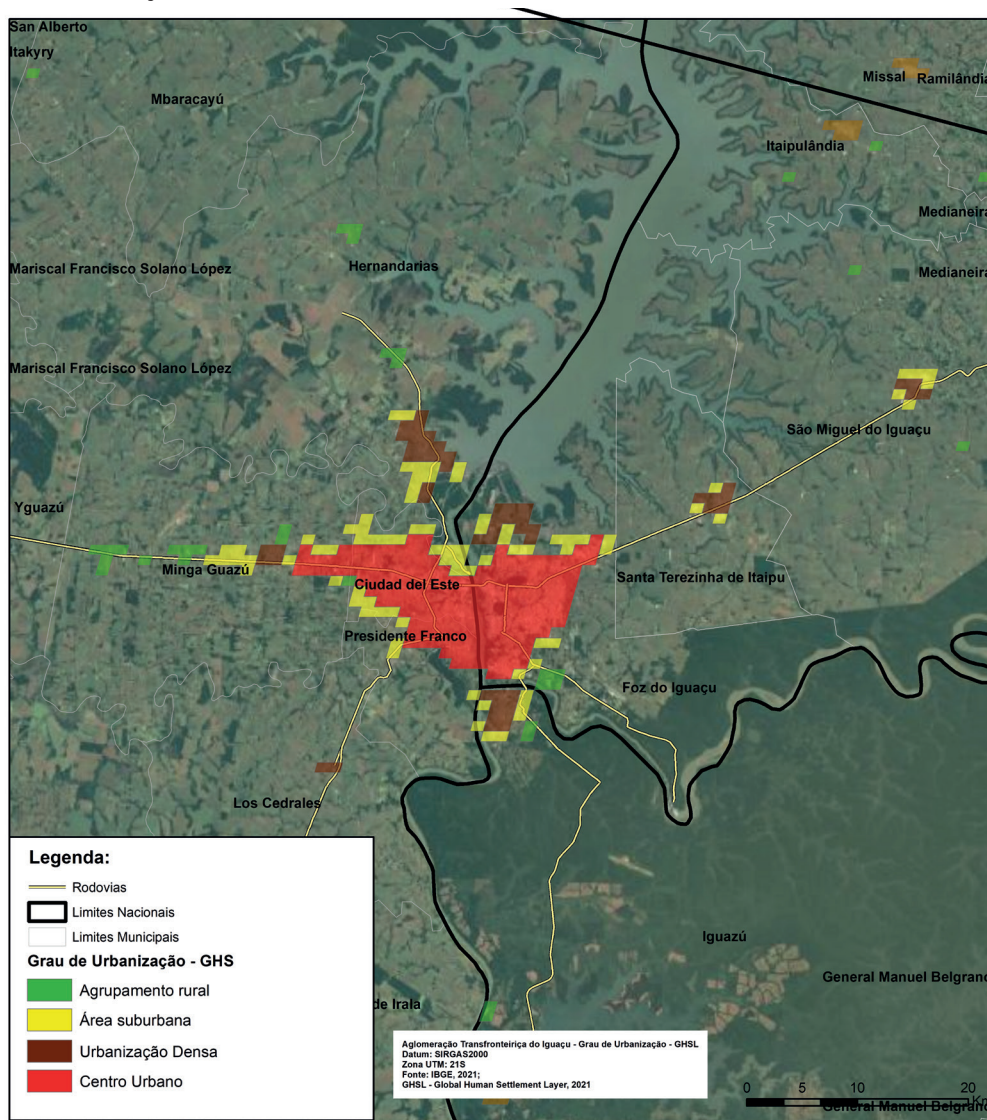 San Alberto
Itakyry
Mbaracayú
Missal
Ramilândia
Itaipulândia
Medianeira
Hernandarias
Mariscal Francisco Solano López
Medianeira
Mariscal Francisco Solano López
São Miguel do Iguaçu
Yguazú
Minga Guazú
Ciudad del Este
Santa Terezinha de Itaipu
Presidente Franco
Foz do Iguaçu
Los Cedrales
Iguazú
General Manuel Belgrano
de Irala
Legenda:
Rodovias
Limites Nacionais
Limites Municipais
Grau de Urbanização - GHS
Agrupamento rural
Área suburbana
Urbanização Densa
Centro Urbano
Aglomeração Transfronteiriça do Iguaçu - Grau de Urbanização - GHSL
Datum: SIRGAS2000
Zona UTM: 21S
Fonte: IBGE, 2021;
GHSL - Global Human Settlement Layer, 2021
0 5 10 20
Km
General Manuel Belgrano